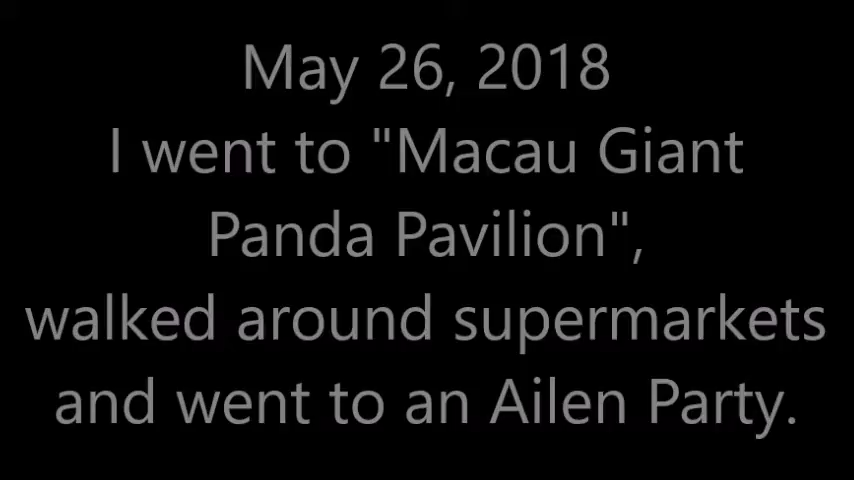 May 26, 2018
I went to "Macau Giant
Panda Pavilion",
walked around supermarkets
and went to an Ailen Party.